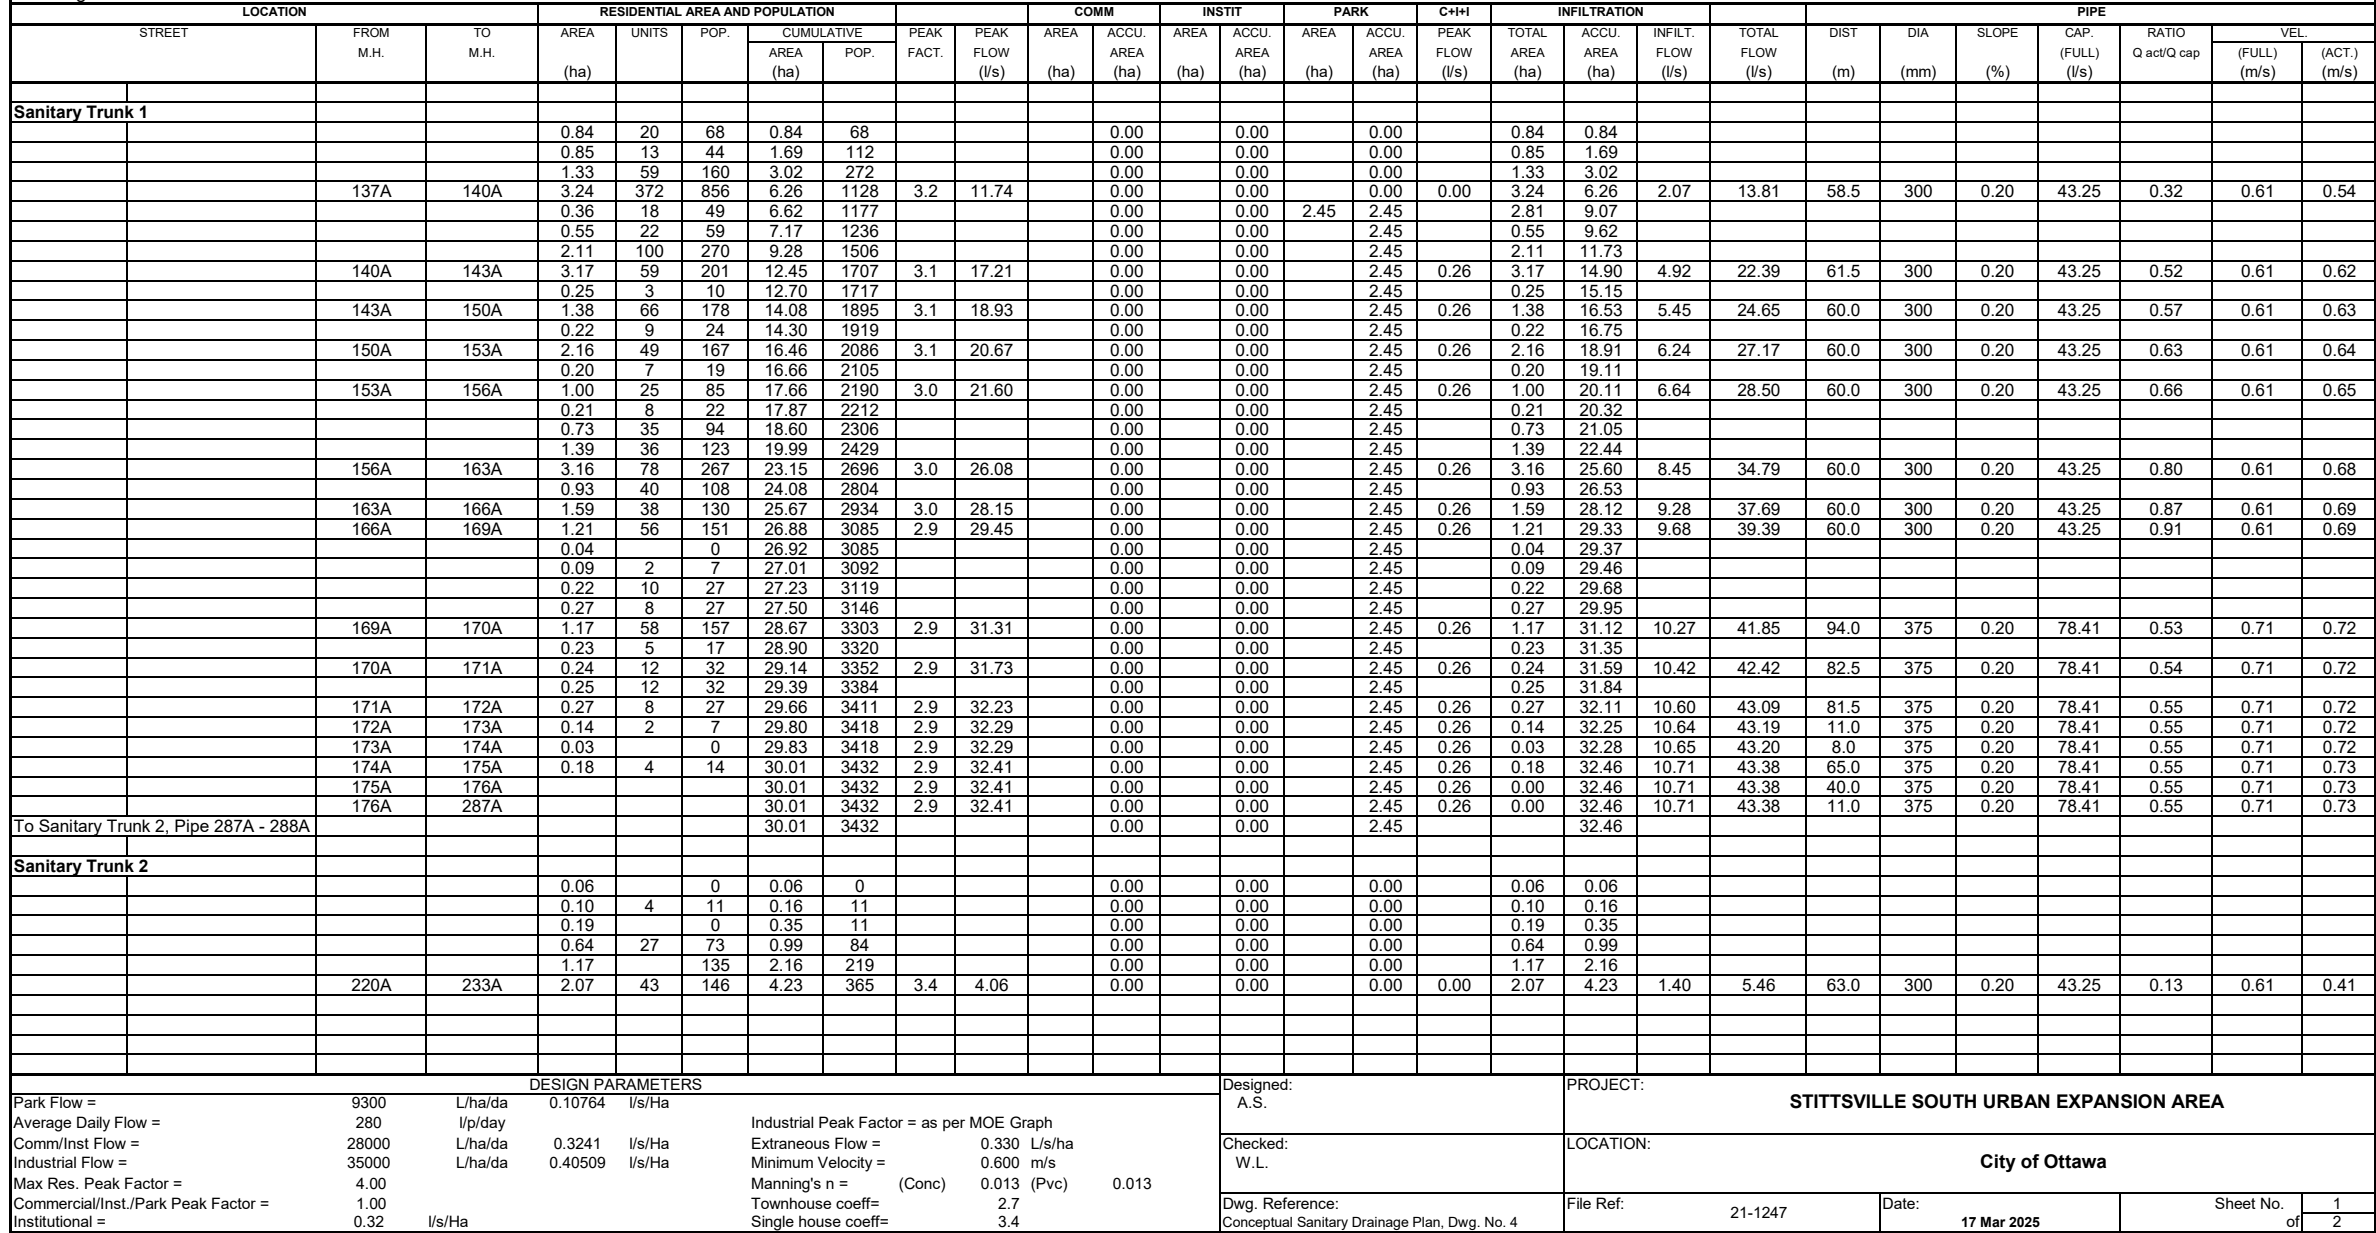 LOCATION RESIDENTIAL AREA AND POPULATION COMM INSTIT PARK C+I+I INFILTRATION PIPE
STREET FROM TO AREA UNITS POP. CUMULATIVE PEAK PEAK AREA ACCU. AREA ACCU. AREA ACCU. PEAK TOTAL ACCU. INFILT. TOTAL DIST DIA SLOPE CAP. RATIO VEL.
M.H. M.H. AREA POP. FACT. FLOW AREA AREA AREA FLOW AREA AREA FLOW FLOW (FULL) Q act/Q cap (FULL) (ACT.)
(ha) (ha) (l/s) (ha) (ha) (ha) (ha) (ha) (ha) (l/s) (ha) (ha) (l/s) (l/s) (m) (mm) (%) (l/s) (m/s) (m/s)
Sanitary Trunk 1
0.84 20 68 0.84 68 0.00 0.00 0.00 0.84 0.84
0.85 13 44 1.69 112 0.00 0.00 0.00 0.85 1.69
1.33 59 160 3.02 272 0.00 0.00 0.00 1.33 3.02
137A 140A 3.24 372 856 6.26 1128 3.2 11.74 0.00 0.00 0.00 0.00 3.24 6.26 2.07 13.81 58.5 300 0.20 43.25 0.32 0.61 0.54
0.36 18 49 6.62 1177 0.00 0.00 2.45 2.45 2.81 9.07
0.55 22 59 7.17 1236 0.00 0.00 2.45 0.55 9.62
2.11 100 270 9.28 1506 0.00 0.00 2.45 2.11 11.73
140A 143A 3.17 59 201 12.45 1707 3.1 17.21 0.00 0.00 2.45 0.26 3.17 14.90 4.92 22.39 61.5 300 0.20 43.25 0.52 0.61 0.62
0.25 3 10 12.70 1717 0.00 0.00 2.45 0.25 15.15
143A 150A 1.38 66 178 14.08 1895 3.1 18.93 0.00 0.00 2.45 0.26 1.38 16.53 5.45 24.65 60.0 300 0.20 43.25 0.57 0.61 0.63
0.22 9 24 14.30 1919 0.00 0.00 2.45 0.22 16.75
150A 153A 2.16 49 167 16.46 2086 3.1 20.67 0.00 0.00 2.45 0.26 2.16 18.91 6.24 27.17 60.0 300 0.20 43.25 0.63 0.61 0.64
0.20 7 19 16.66 2105 0.00 0.00 2.45 0.20 19.11
153A 156A 1.00 25 85 17.66 2190 3.0 21.60 0.00 0.00 2.45 0.26 1.00 20.11 6.64 28.50 60.0 300 0.20 43.25 0.66 0.61 0.65
0.21 8 22 17.87 2212 0.00 0.00 2.45 0.21 20.32
0.73 35 94 18.60 2306 0.00 0.00 2.45 0.73 21.05
1.39 36 123 19.99 2429 0.00 0.00 2.45 1.39 22.44
156A 163A 3.16 78 267 23.15 2696 3.0 26.08 0.00 0.00 2.45 0.26 3.16 25.60 8.45 34.79 60.0 300 0.20 43.25 0.80 0.61 0.68
0.93 40 108 24.08 2804 0.00 0.00 2.45 0.93 26.53
163A 166A 1.59 38 130 25.67 2934 3.0 28.15 0.00 0.00 2.45 0.26 1.59 28.12 9.28 37.69 60.0 300 0.20 43.25 0.87 0.61 0.69
166A 169A 1.21 56 151 26.88 3085 2.9 29.45 0.00 0.00 2.45 0.26 1.21 29.33 9.68 39.39 60.0 300 0.20 43.25 0.91 0.61 0.69
0.04 0 26.92 3085 0.00 0.00 2.45 0.04 29.37
0.09 2 7 27.01 3092 0.00 0.00 2.45 0.09 29.46
0.22 10 27 27.23 3119 0.00 0.00 2.45 0.22 29.68
0.27 8 27 27.50 3146 0.00 0.00 2.45 0.27 29.95
169A 170A 1.17 58 157 28.67 3303 2.9 31.31 0.00 0.00 2.45 0.26 1.17 31.12 10.27 41.85 94.0 375 0.20 78.41 0.53 0.71 0.72
0.23 5 17 28.90 3320 0.00 0.00 2.45 0.23 31.35
170A 171A 0.24 12 32 29.14 3352 2.9 31.73 0.00 0.00 2.45 0.26 0.24 31.59 10.42 42.42 82.5 375 0.20 78.41 0.54 0.71 0.72
0.25 12 32 29.39 3384 0.00 0.00 2.45 0.25 31.84
171A 172A 0.27 8 27 29.66 3411 2.9 32.23 0.00 0.00 2.45 0.26 0.27 32.11 10.60 43.09 81.5 375 0.20 78.41 0.55 0.71 0.72
172A 173A 0.14 2 7 29.80 3418 2.9 32.29 0.00 0.00 2.45 0.26 0.14 32.25 10.64 43.19 11.0 375 0.20 78.41 0.55 0.71 0.72
173A 174A 0.03 0 29.83 3418 2.9 32.29 0.00 0.00 2.45 0.26 0.03 32.28 10.65 43.20 8.0 375 0.20 78.41 0.55 0.71 0.72
174A 175A 0.18 4 14 30.01 3432 2.9 32.41 0.00 0.00 2.45 0.26 0.18 32.46 10.71 43.38 65.0 375 0.20 78.41 0.55 0.71 0.73
175A 176A 30.01 3432 2.9 32.41 0.00 0.00 2.45 0.26 0.00 32.46 10.71 43.38 40.0 375 0.20 78.41 0.55 0.71 0.73
176A 287A 30.01 3432 2.9 32.41 0.00 0.00 2.45 0.26 0.00 32.46 10.71 43.38 11.0 375 0.20 78.41 0.55 0.71 0.73
To Sanitary Trunk 2, Pipe 287A - 288A 30.01 3432 0.00 0.00 2.45 32.46
Sanitary Trunk 2
0.06 0 0.06 0 0.00 0.00 0.00 0.06 0.06
0.10 4 11 0.16 11 0.00 0.00 0.00 0.10 0.16
0.19 0 0.35 11 0.00 0.00 0.00 0.19 0.35
0.64 27 73 0.99 84 0.00 0.00 0.00 0.64 0.99
1.17 135 2.16 219 0.00 0.00 0.00 1.17 2.16
220A 233A 2.07 43 146 4.23 365 3.4 4.06 0.00 0.00 0.00 0.00 2.07 4.23 1.40 5.46 63.0 300 0.20 43.25 0.13 0.61 0.41
DESIGN PARAMETERS Designed: PROJECT:
Park Flow = 9300 L/ha/da 0.10764 l/s/Ha A.S. STITTSVILLE SOUTH URBAN EXPANSION AREA
Average Daily Flow = 280 l/p/day Industrial Peak Factor = as per MOE Graph
Comm/Inst Flow = 28000 L/ha/da 0.3241 l/s/Ha Extraneous Flow = 0.330 L/s/ha Checked: LOCATION:
Industrial Flow = 35000 L/ha/da 0.40509 l/s/Ha Minimum Velocity = 0.600 m/s W.L. City of Ottawa
Max Res. Peak Factor = 4.00 Manning's n = (Conc) 0.013 (Pvc) 0.013
Commercial/Inst./Park Peak Factor = 1.00 Townhouse coeff= 2.7 Dwg. Reference: File Ref: 21-1247 Date: Sheet No. 1
Institutional = 0.32 l/s/Ha Single house coeff= 3.4 Conceptual Sanitary Drainage Plan, Dwg. No. 4 17 Mar 2025 of 2